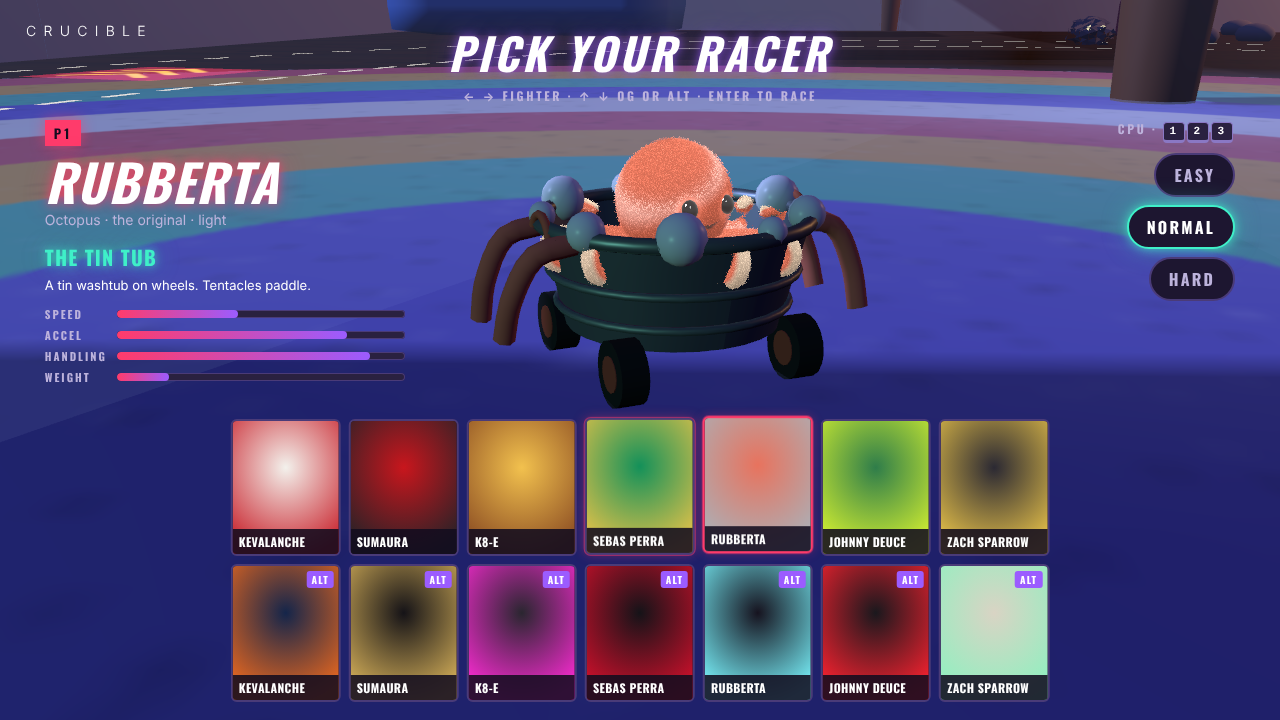 CRUCIBLE
PICK YOUR RACER
← → FIGHTER · ↑ ↓ OG OR ALT · ENTER TO RACE
P1
RUBBERTA
Octopus · the original · light
THE TIN TUB
A tin washtub on wheels. Tentacles paddle.
SPEED
ACCEL
HANDLING
WEIGHT
CPU · 1 2 3
EASY
NORMAL
HARD
KEVALANCHE
SUMAURA
K8-E
SEBAS PERRA
RUBBERTA
JOHNNY DEUCE
ZACH SPARROW
ALT
KEVALANCHE
ALT
SUMAURA
ALT
K8-E
ALT
SEBAS PERRA
ALT
RUBBERTA
ALT
JOHNNY DEUCE
ALT
ZACH SPARROW